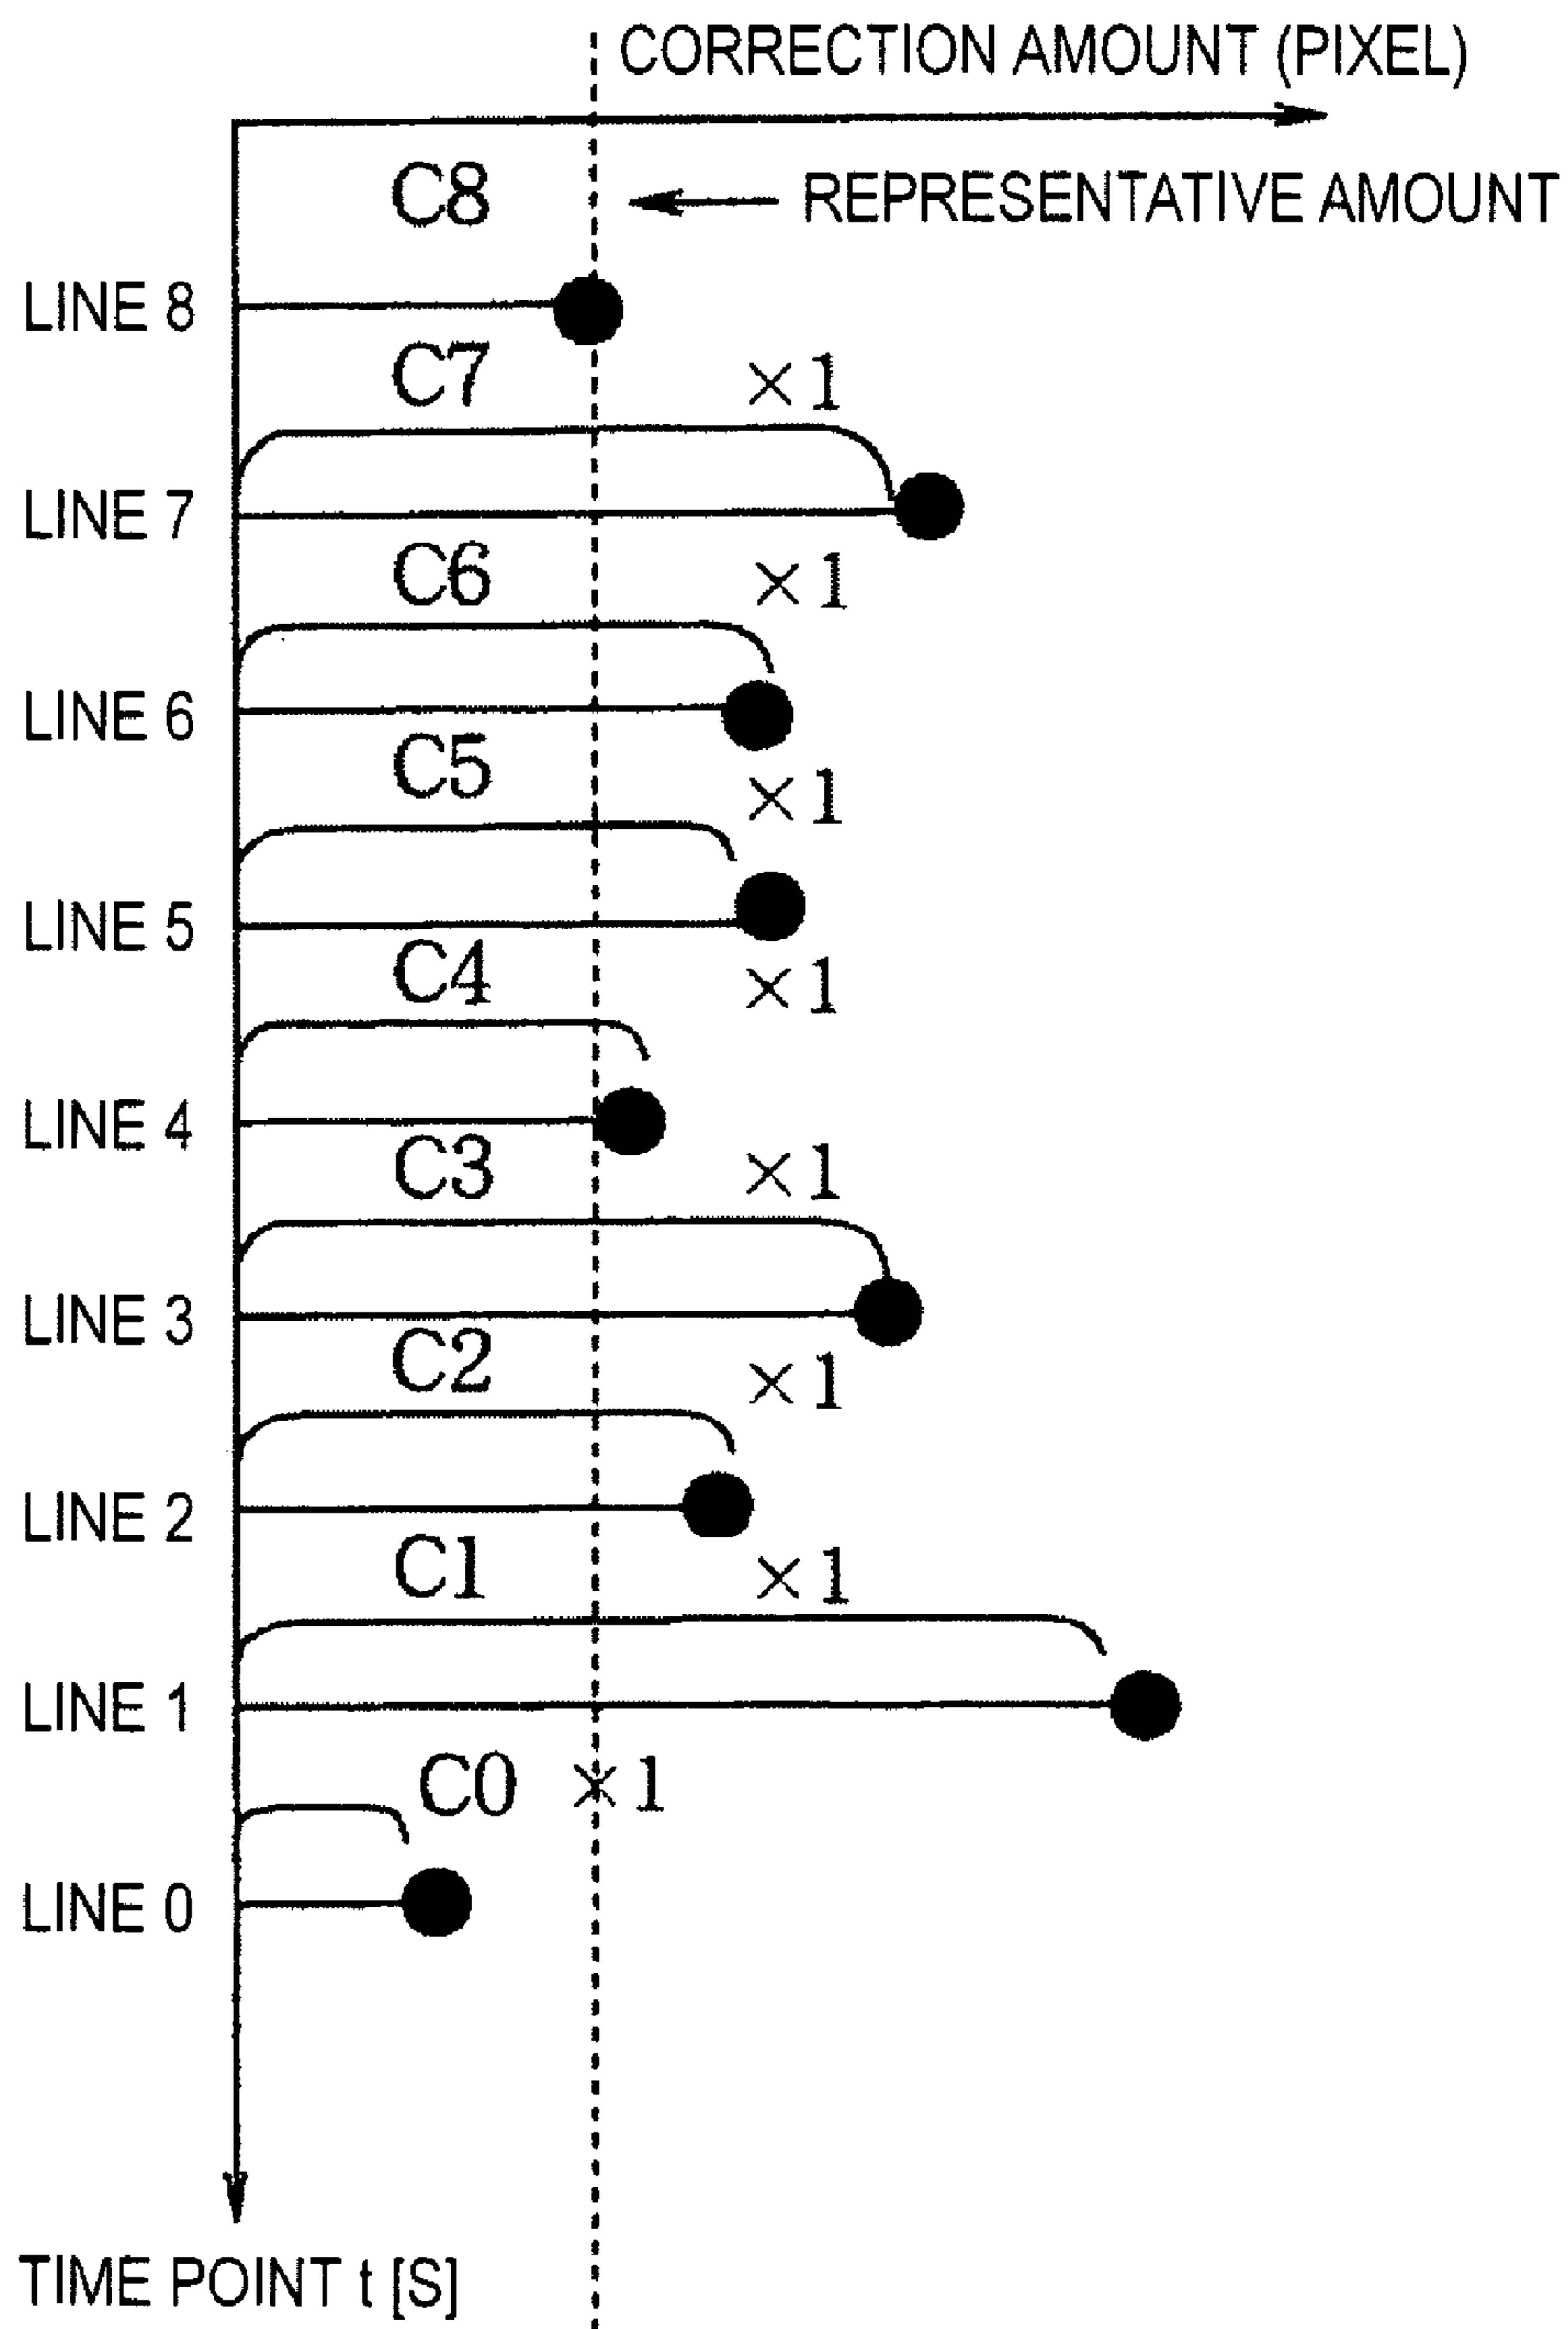 CORRECTION AMOUNT (PIXEL)
C8
REPRESENTATIVE AMOUNT
LINE 8
C7 ×1
LINE 7
C6 ×1
LINE 6
C5 ×1
LINE 5
C4 ×1
LINE 4
C3 ×1
LINE 3
C2 ×1
LINE 2
C1 ×1
LINE 1
C0 ×1
LINE 0
TIME POINT t [S]